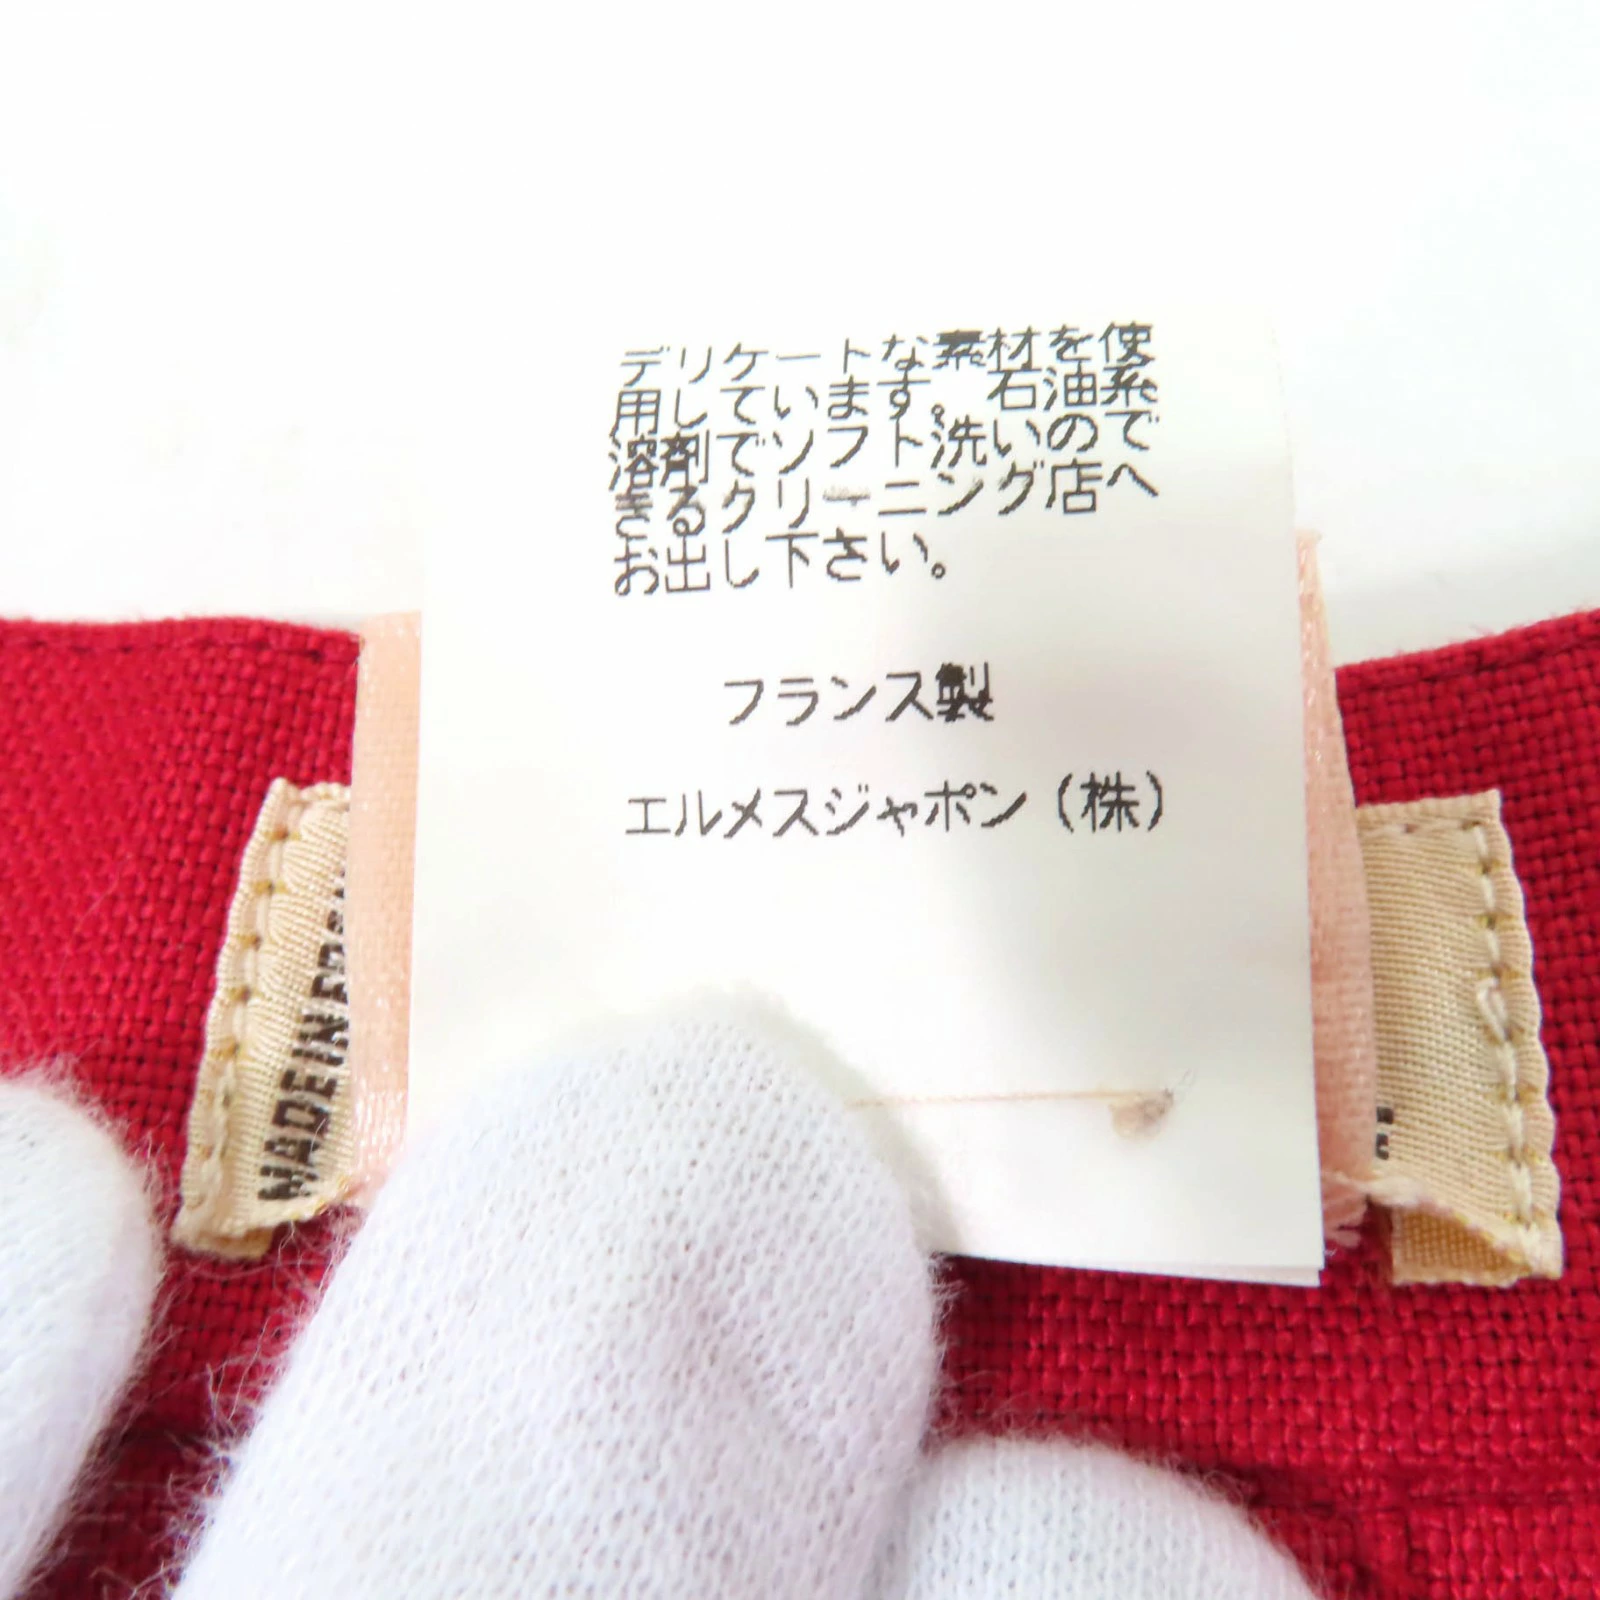 デリケートな素材を使
用しています。石油系
溶剤でソフト洗いので
きるクリーニング店へ
お出し下さい。
フランス製
エルメスジャポン（株）
MADE IN